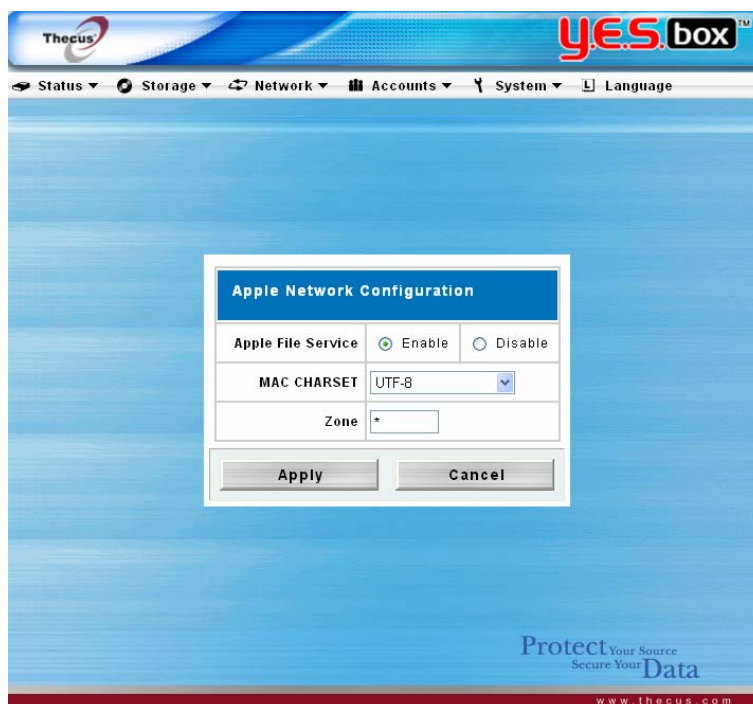 Thecus
Y.E.S. box TM
Status Storage Network Accounts System L Language
Apple Network Configuration
Apple File Service Enable Disable
MAC CHARSET UTF-8
Zone *
Apply Cancel
Protect Your Source
Secure Your Data
www.thecus.com